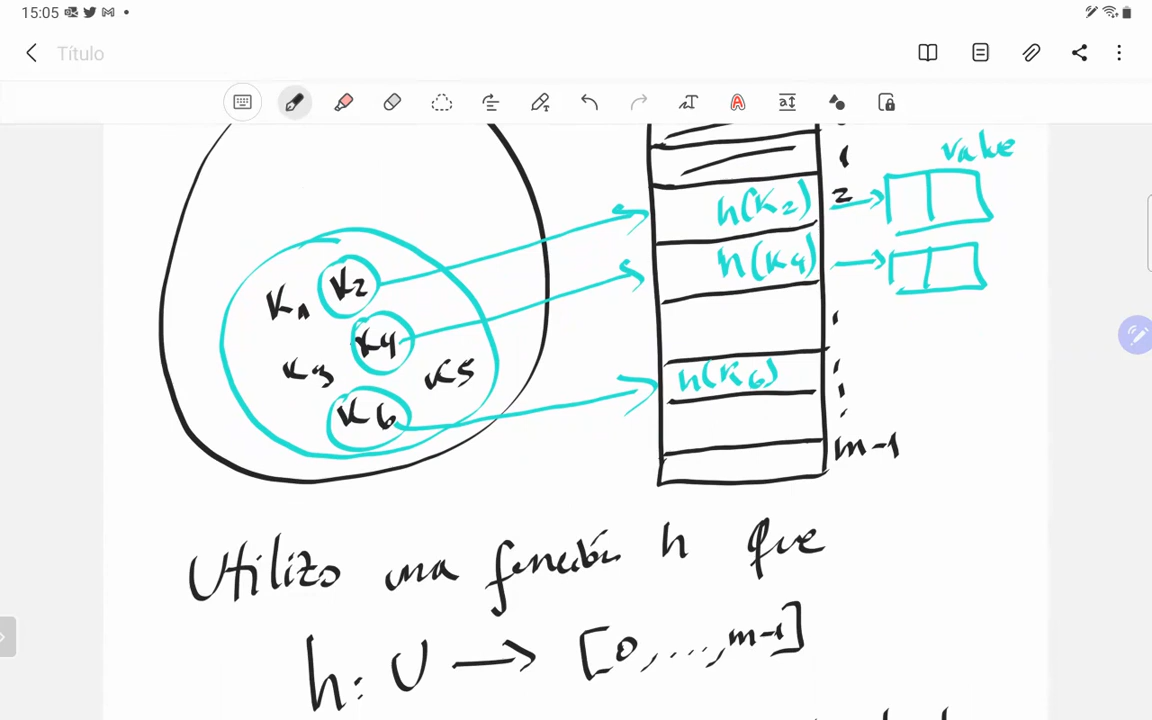 15:05
Título
value
1
h(K2)
2
h(K4)
K1
K2
K4
K3
K5
h(K6)
K6
m-1
Utilizo una función h que
h: U → [0,...,m-1]